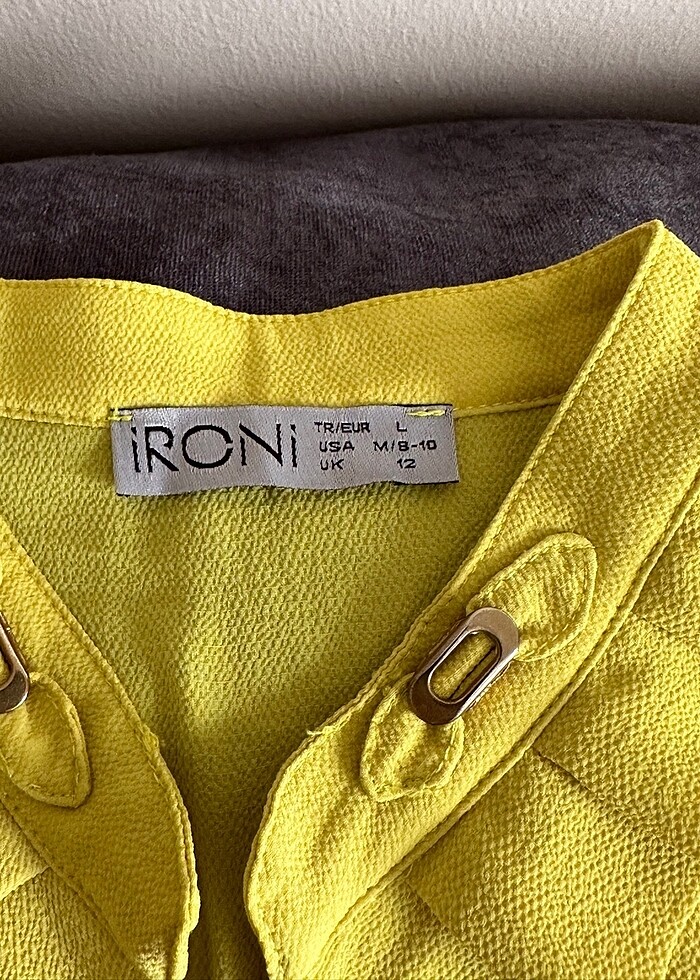 iRONi
TR/EUR L
USA M/8-10
UK 12